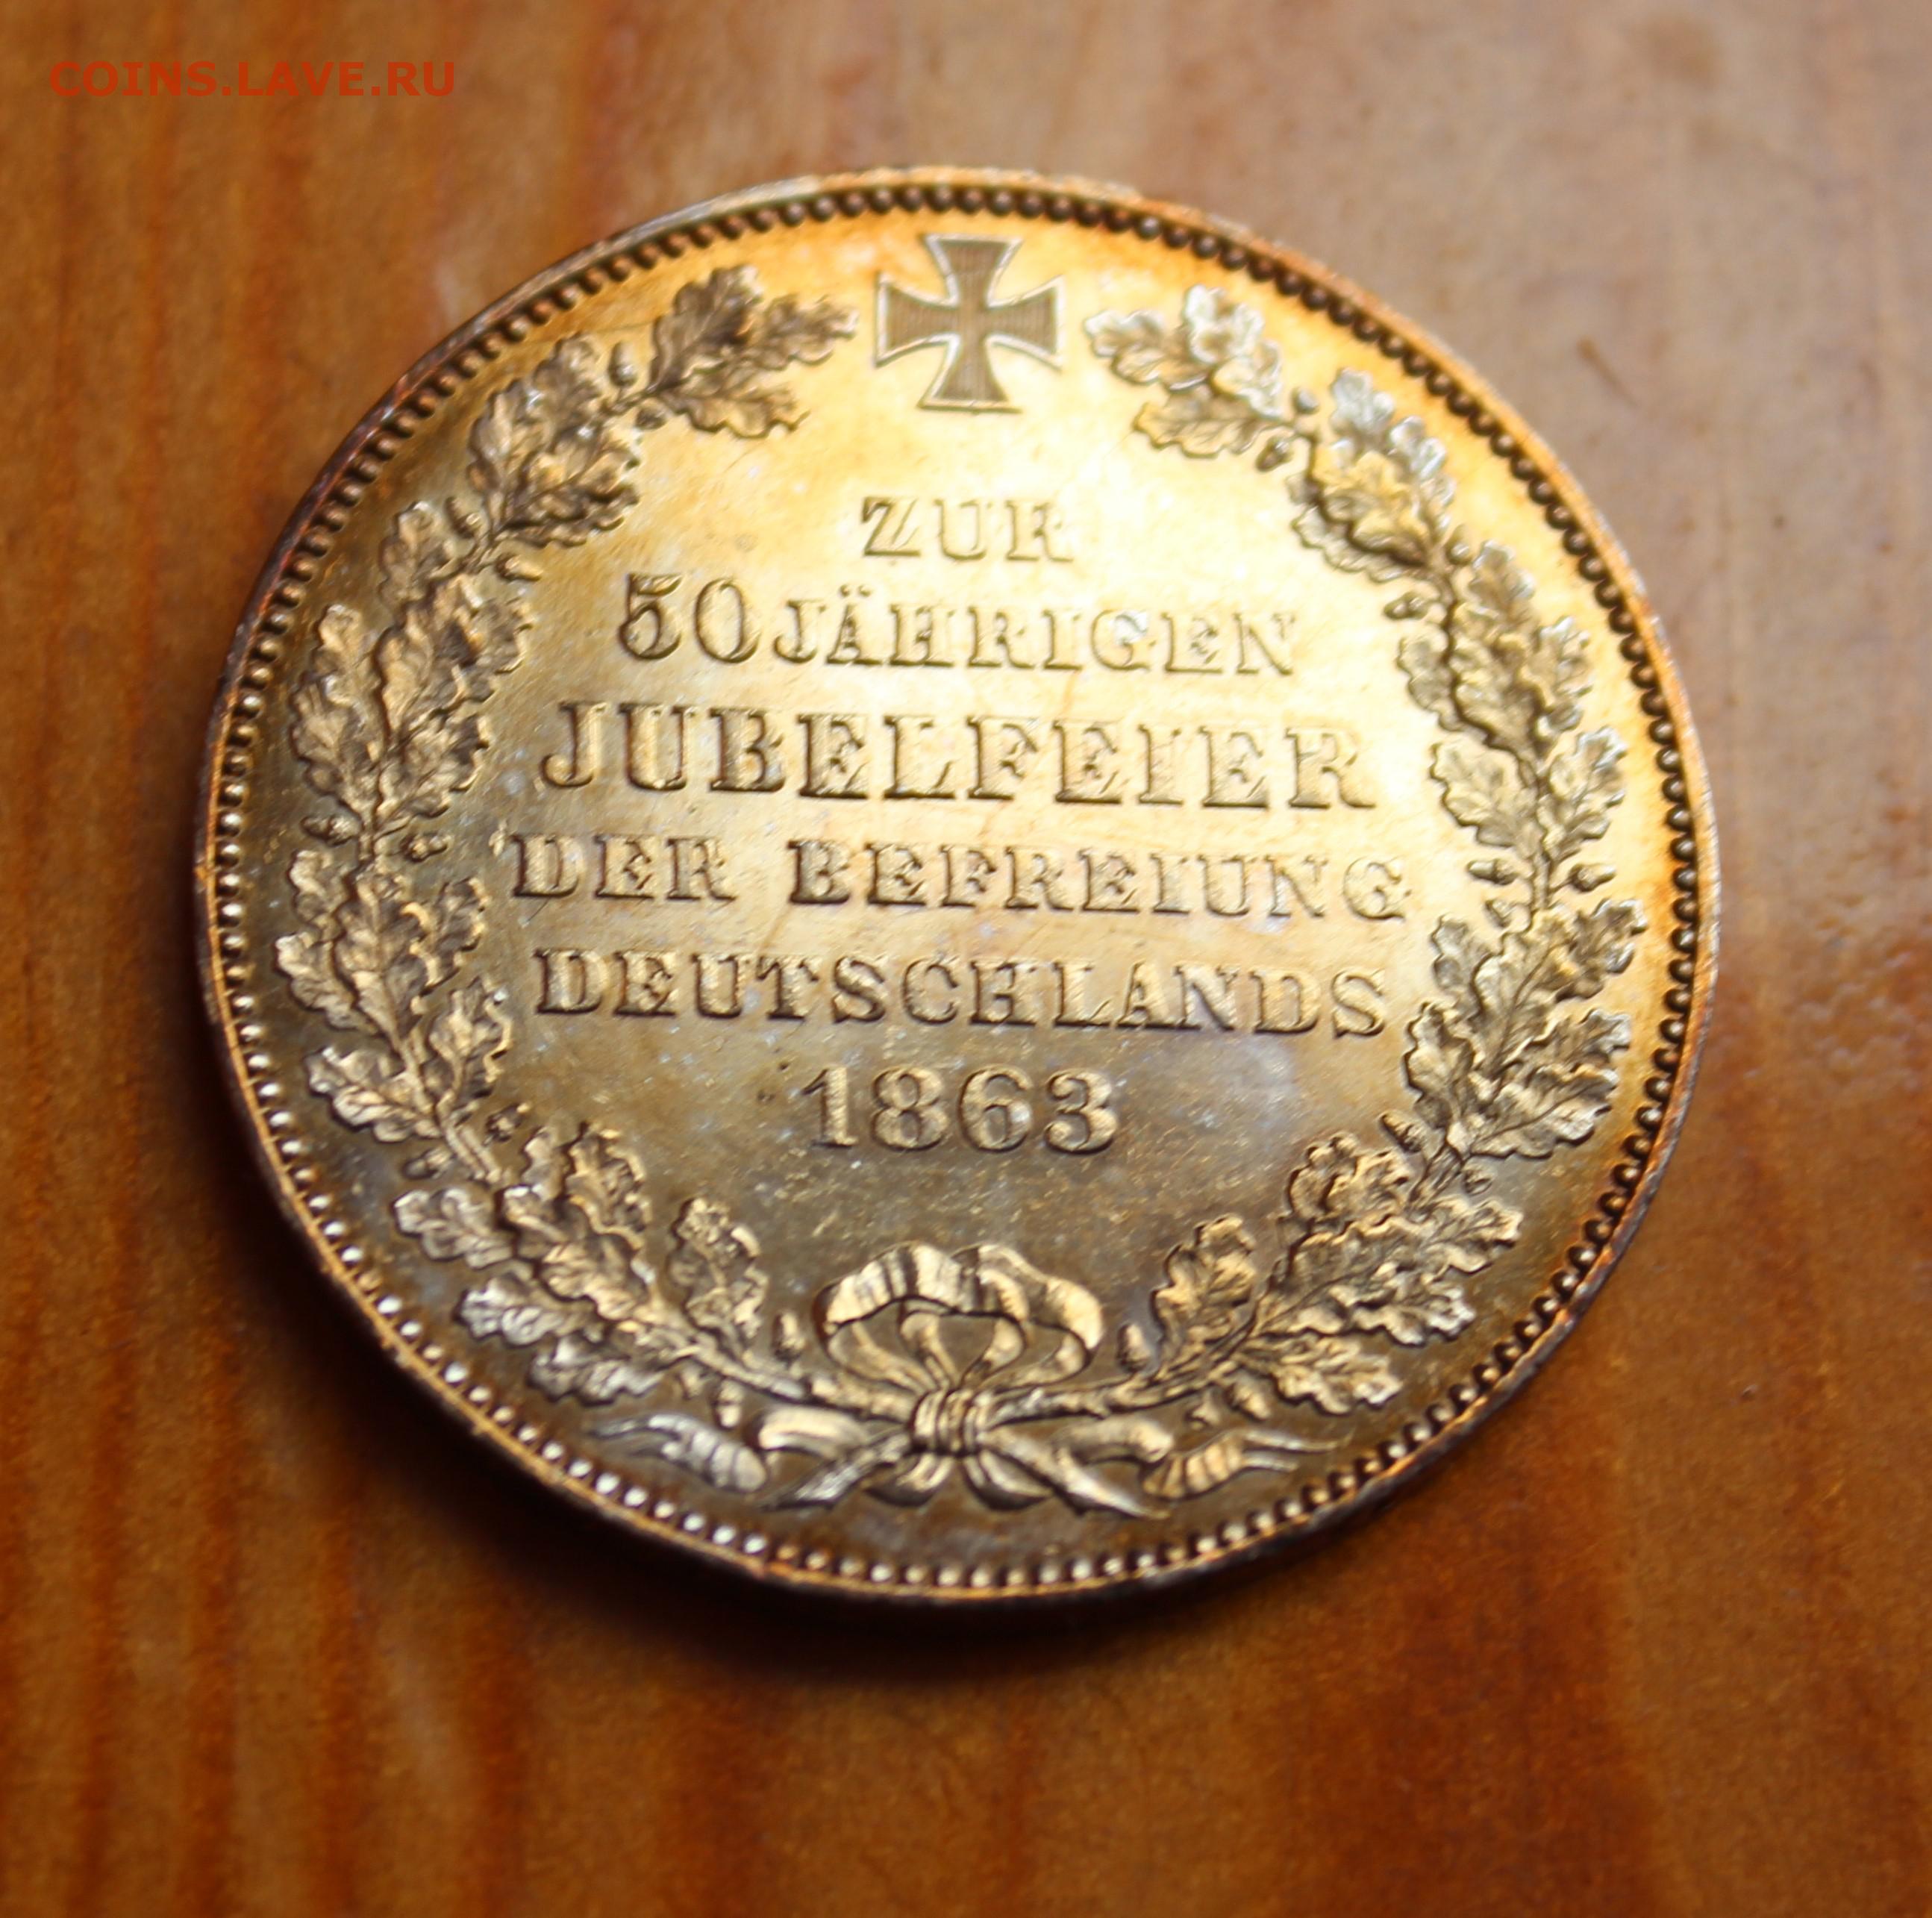 COINS.LAVE.RU
ZUR
50 JÄHRIGEN
JUBELFEIER
DER BEFREIUNG
DEUTSCHLANDS
1863